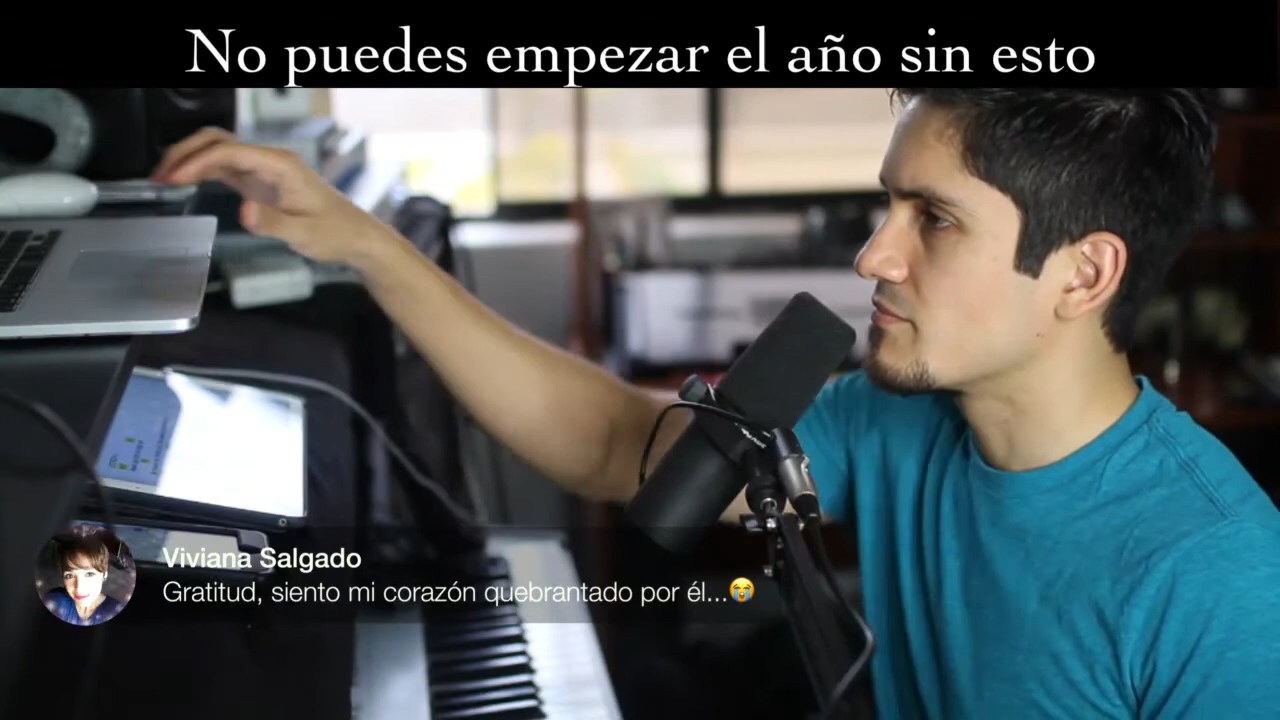 No puedes empezar el año sin esto
Viviana Salgado
Gratitud, siento mi corazón quebrantado por él...😭